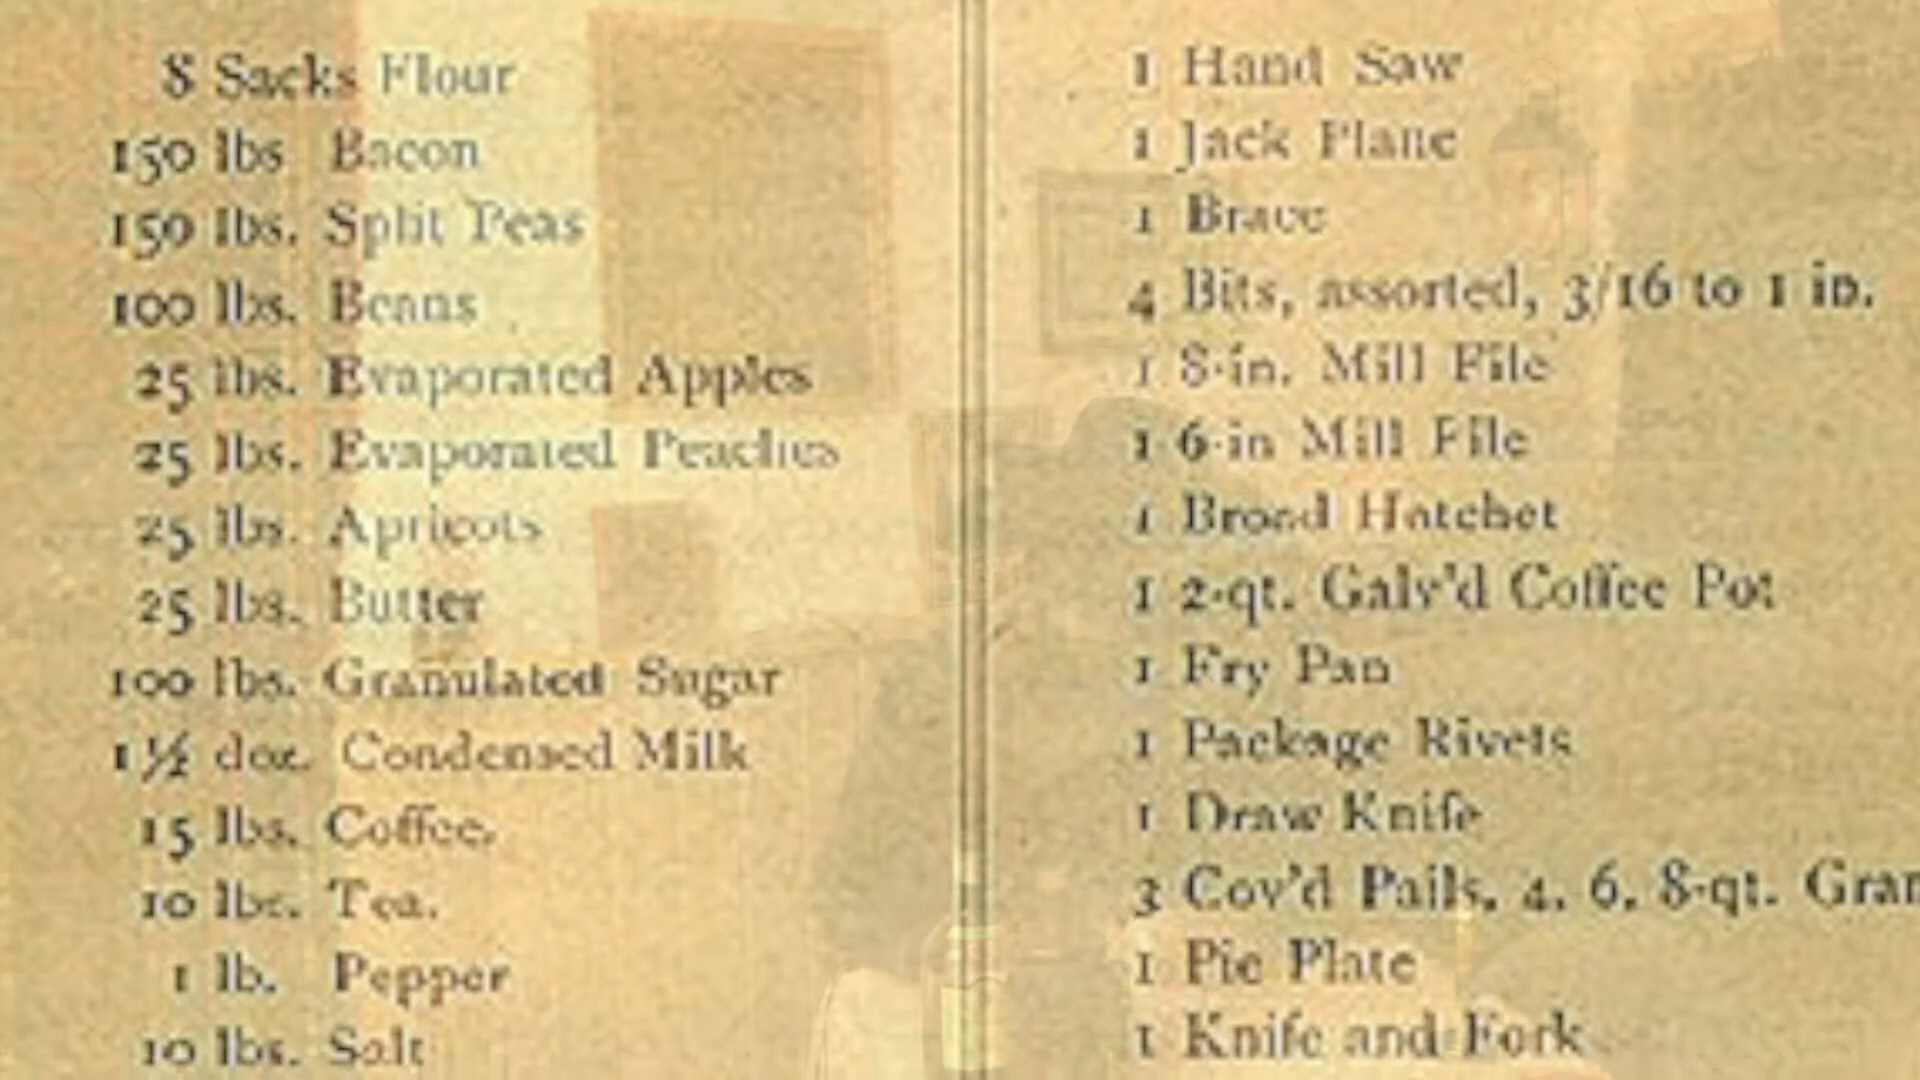 8 Sacks Flour
150 lbs Bacon
150 lbs. Split Peas
100 lbs. Beans
25 lbs. Evaporated Apples
25 lbs. Evaporated Peaches
25 lbs. Apricots
25 lbs. Butter
100 lbs. Granulated Sugar
1½ doz. Condensed Milk
15 lbs. Coffee.
10 lbs. Tea.
1 lb. Pepper
10 lbs. Salt
1 Hand Saw
1 Jack Plane
1 Brace
4 Bits, assorted, 3/16 to 1 in.
1 8-in. Mill File
1 6-in Mill File
1 Broad Hatchet
1 2-qt. Galv'd Coffee Pot
1 Fry Pan
1 Package Rivets
1 Draw Knife
3 Cov'd Pails, 4, 6, 8-qt. Gran
1 Pie Plate
1 Knife and Fork